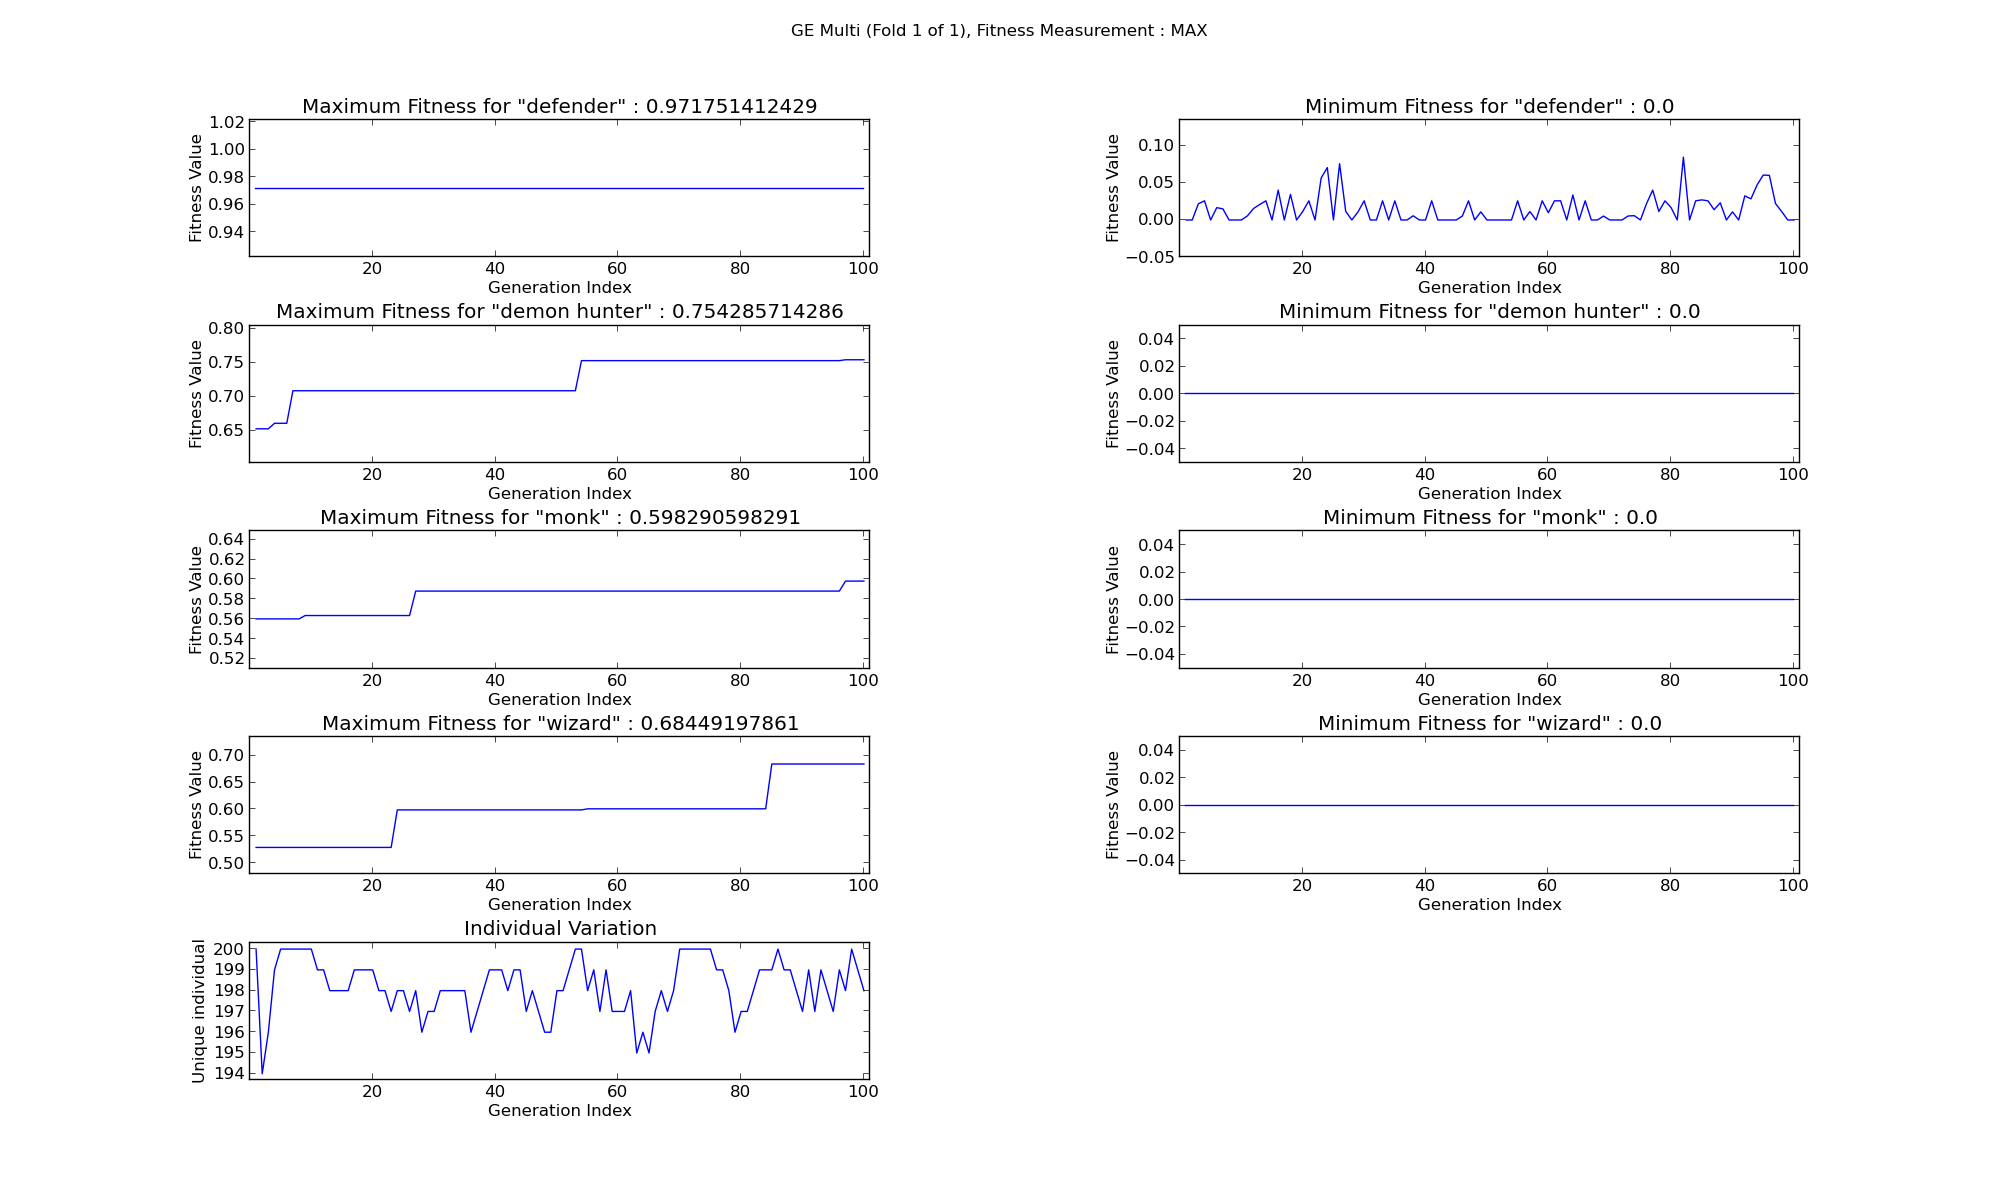 GE Multi (Fold 1 of 1), Fitness Measurement : MAX
Maximum Fitness for "defender" : 0.971751412429
Fitness Value
1.02
1.00
0.98
0.96
0.94
20 40 60 80 100
Generation Index
Minimum Fitness for "defender" : 0.0
Fitness Value
0.10
0.05
0.00
−0.05
20 40 60 80 100
Generation Index
Maximum Fitness for "demon hunter" : 0.754285714286
Fitness Value
0.80
0.75
0.70
0.65
20 40 60 80 100
Generation Index
Minimum Fitness for "demon hunter" : 0.0
Fitness Value
0.04
0.02
0.00
−0.02
−0.04
20 40 60 80 100
Generation Index
Maximum Fitness for "monk" : 0.598290598291
Fitness Value
0.64
0.62
0.60
0.58
0.56
0.54
0.52
20 40 60 80 100
Generation Index
Minimum Fitness for "monk" : 0.0
Fitness Value
0.04
0.02
0.00
−0.02
−0.04
20 40 60 80 100
Generation Index
Maximum Fitness for "wizard" : 0.68449197861
Fitness Value
0.70
0.65
0.60
0.55
0.50
20 40 60 80 100
Generation Index
Minimum Fitness for "wizard" : 0.0
Fitness Value
0.04
0.02
0.00
−0.02
−0.04
20 40 60 80 100
Generation Index
Individual Variation
Unique individual
200
199
198
197
196
195
194
20 40 60 80 100
Generation Index